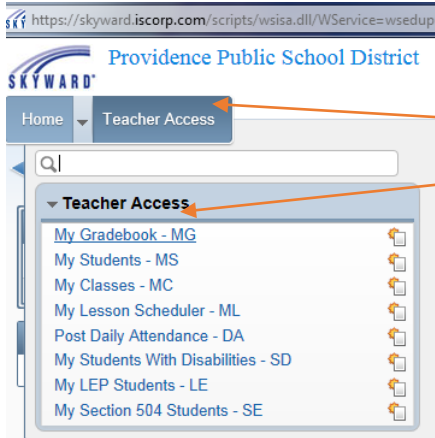 https://skyward.iscorp.com/scripts/wsisa.dll/WService=wsedup
SKYWARD
Providence Public School District
Home Teacher Access
Teacher Access
My Gradebook - MG
My Students - MS
My Classes - MC
My Lesson Scheduler - ML
Post Daily Attendance - DA
My Students With Disabilities - SD
My LEP Students - LE
My Section 504 Students - SE